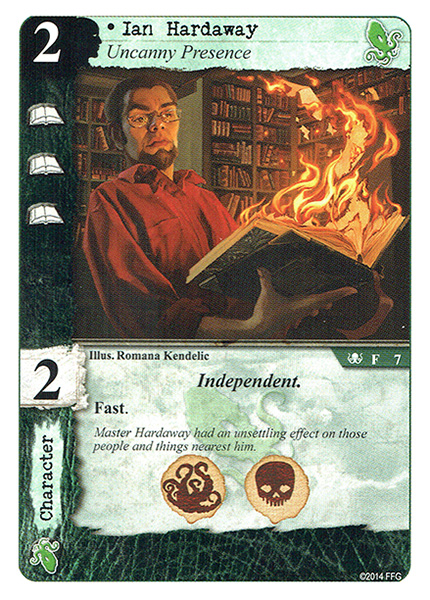 2
• Ian Hardaway
Uncanny Presence
Illus. Romana Kendelic
F 7
2
Independent.
Fast.
Master Hardaway had an unsettling effect on those
people and things nearest him.
Character
©2014 FFG